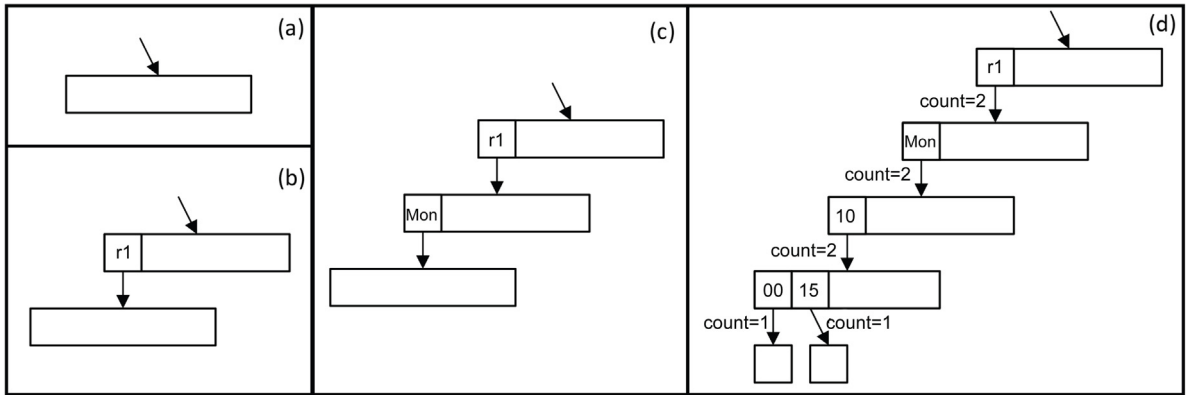 (a)
(b)
r1
(c)
r1
Mon
(d)
r1
count=2
Mon
count=2
10
count=2
00 15
count=1 count=1